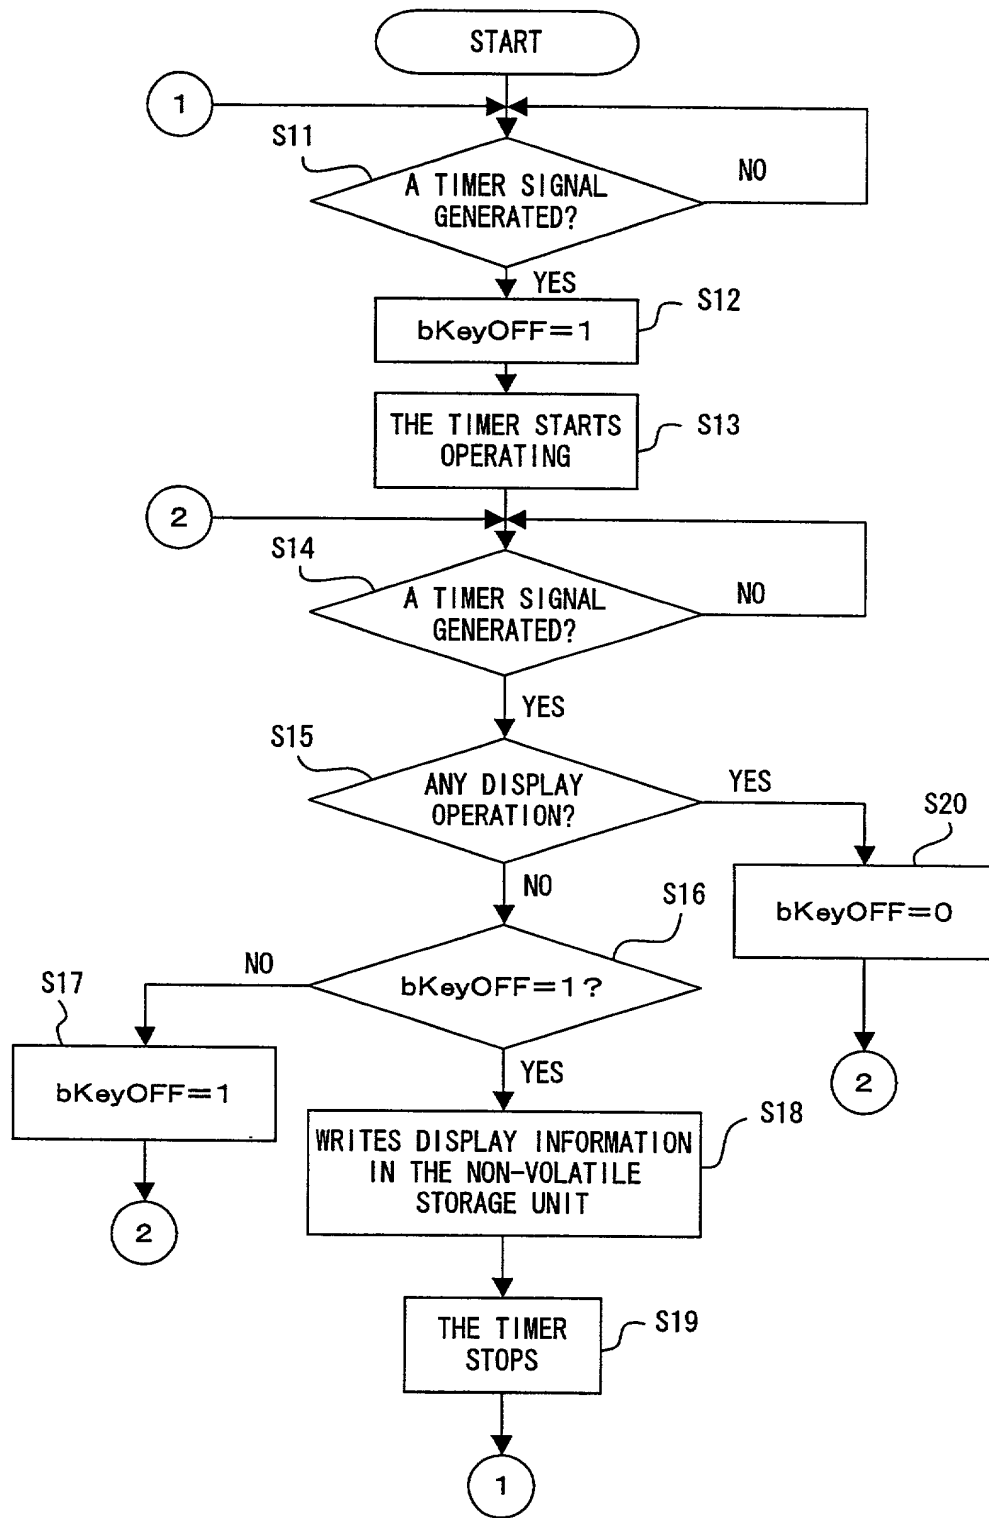 START
1
S11
A TIMER SIGNAL
GENERATED?
NO
YES
S12
bKeyOFF=1
THE TIMER STARTS
OPERATING
S13
2
S14
A TIMER SIGNAL
GENERATED?
NO
YES
S15
ANY DISPLAY
OPERATION?
YES
S20
bKeyOFF=0
2
NO
S16
bKeyOFF=1?
NO
S17
bKeyOFF=1
2
YES
S18
WRITES DISPLAY INFORMATION
IN THE NON-VOLATILE
STORAGE UNIT
THE TIMER
STOPS
S19
1